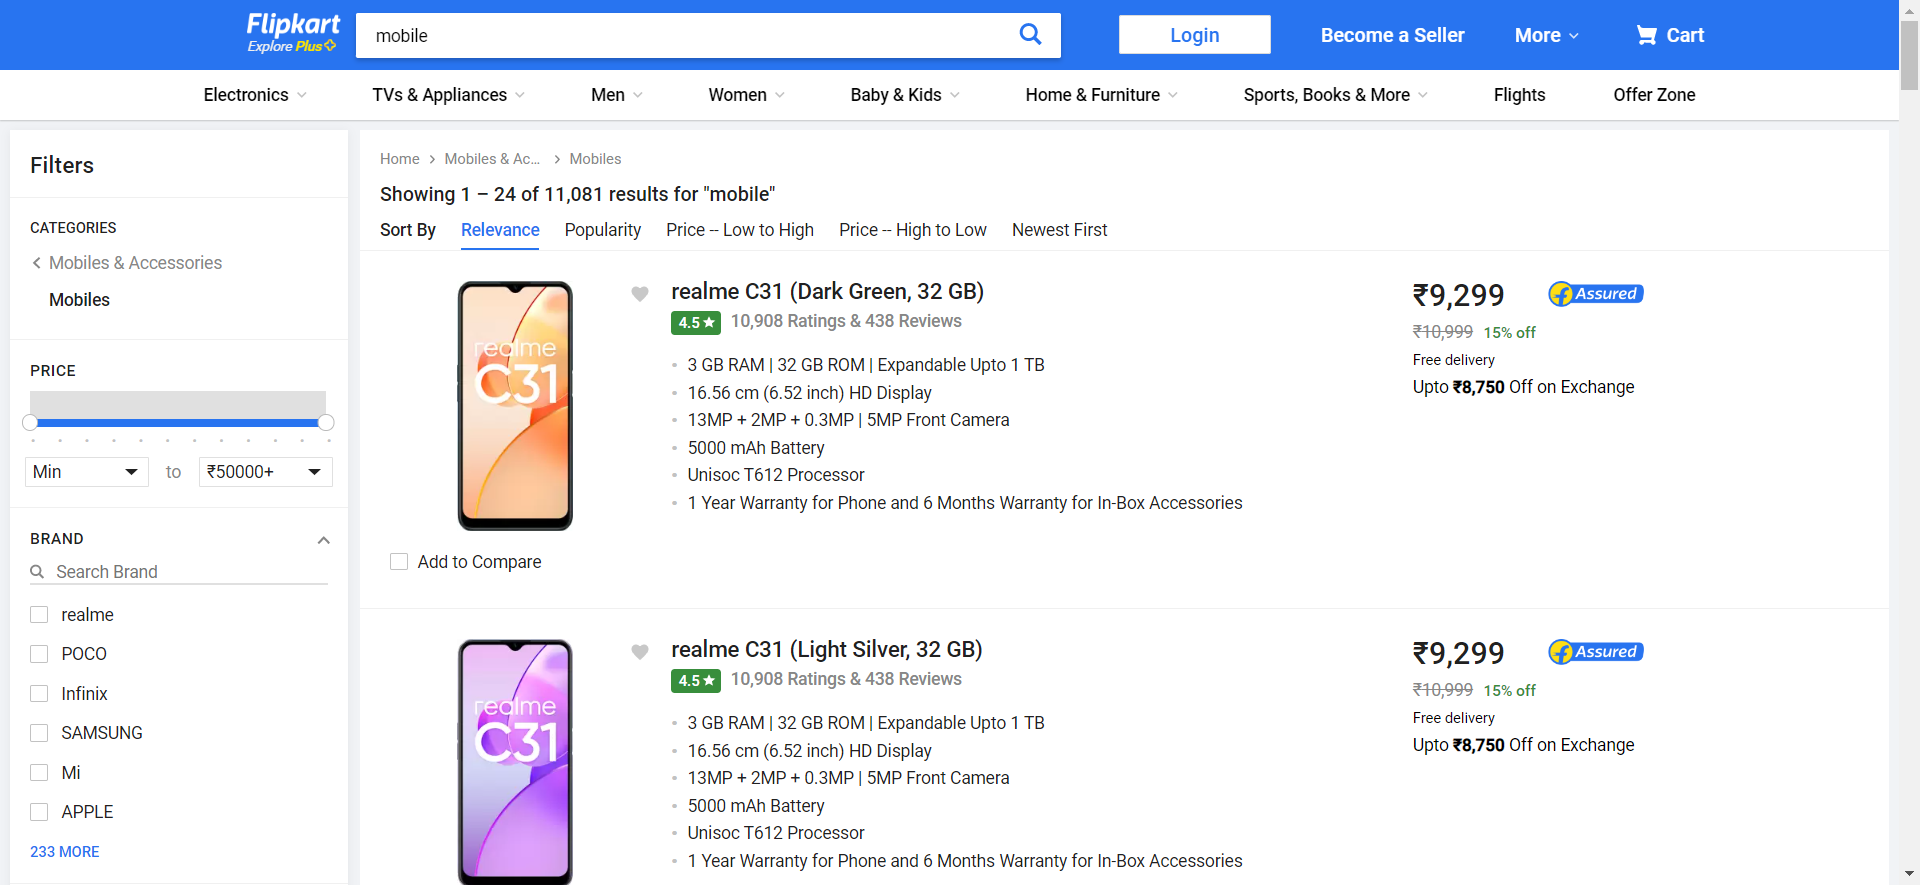 Flipkart
Explore Plus
mobile
Login
Become a Seller
More
Cart
Electronics
TVs & Appliances
Men
Women
Baby & Kids
Home & Furniture
Sports, Books & More
Flights
Offer Zone
Filters
CATEGORIES
Mobiles & Accessories
Mobiles
PRICE
Min
to
₹50000+
BRAND
Search Brand
realme
POCO
Infinix
SAMSUNG
Mi
APPLE
233 MORE
Home
Mobiles & Ac...
Mobiles
Showing 1 – 24 of 11,081 results for "mobile"
Sort By
Relevance
Popularity
Price -- Low to High
Price -- High to Low
Newest First
realme
C31
Add to Compare
realme C31 (Dark Green, 32 GB)
4.5★ 10,908 Ratings & 438 Reviews
3 GB RAM | 32 GB ROM | Expandable Upto 1 TB
16.56 cm (6.52 inch) HD Display
13MP + 2MP + 0.3MP | 5MP Front Camera
5000 mAh Battery
Unisoc T612 Processor
1 Year Warranty for Phone and 6 Months Warranty for In-Box Accessories
₹9,299
Assured
₹10,999 15% off
Free delivery
Upto ₹8,750 Off on Exchange
realme
C31
realme C31 (Light Silver, 32 GB)
4.5★ 10,908 Ratings & 438 Reviews
3 GB RAM | 32 GB ROM | Expandable Upto 1 TB
16.56 cm (6.52 inch) HD Display
13MP + 2MP + 0.3MP | 5MP Front Camera
5000 mAh Battery
Unisoc T612 Processor
1 Year Warranty for Phone and 6 Months Warranty for In-Box Accessories
₹9,299
Assured
₹10,999 15% off
Free delivery
Upto ₹8,750 Off on Exchange